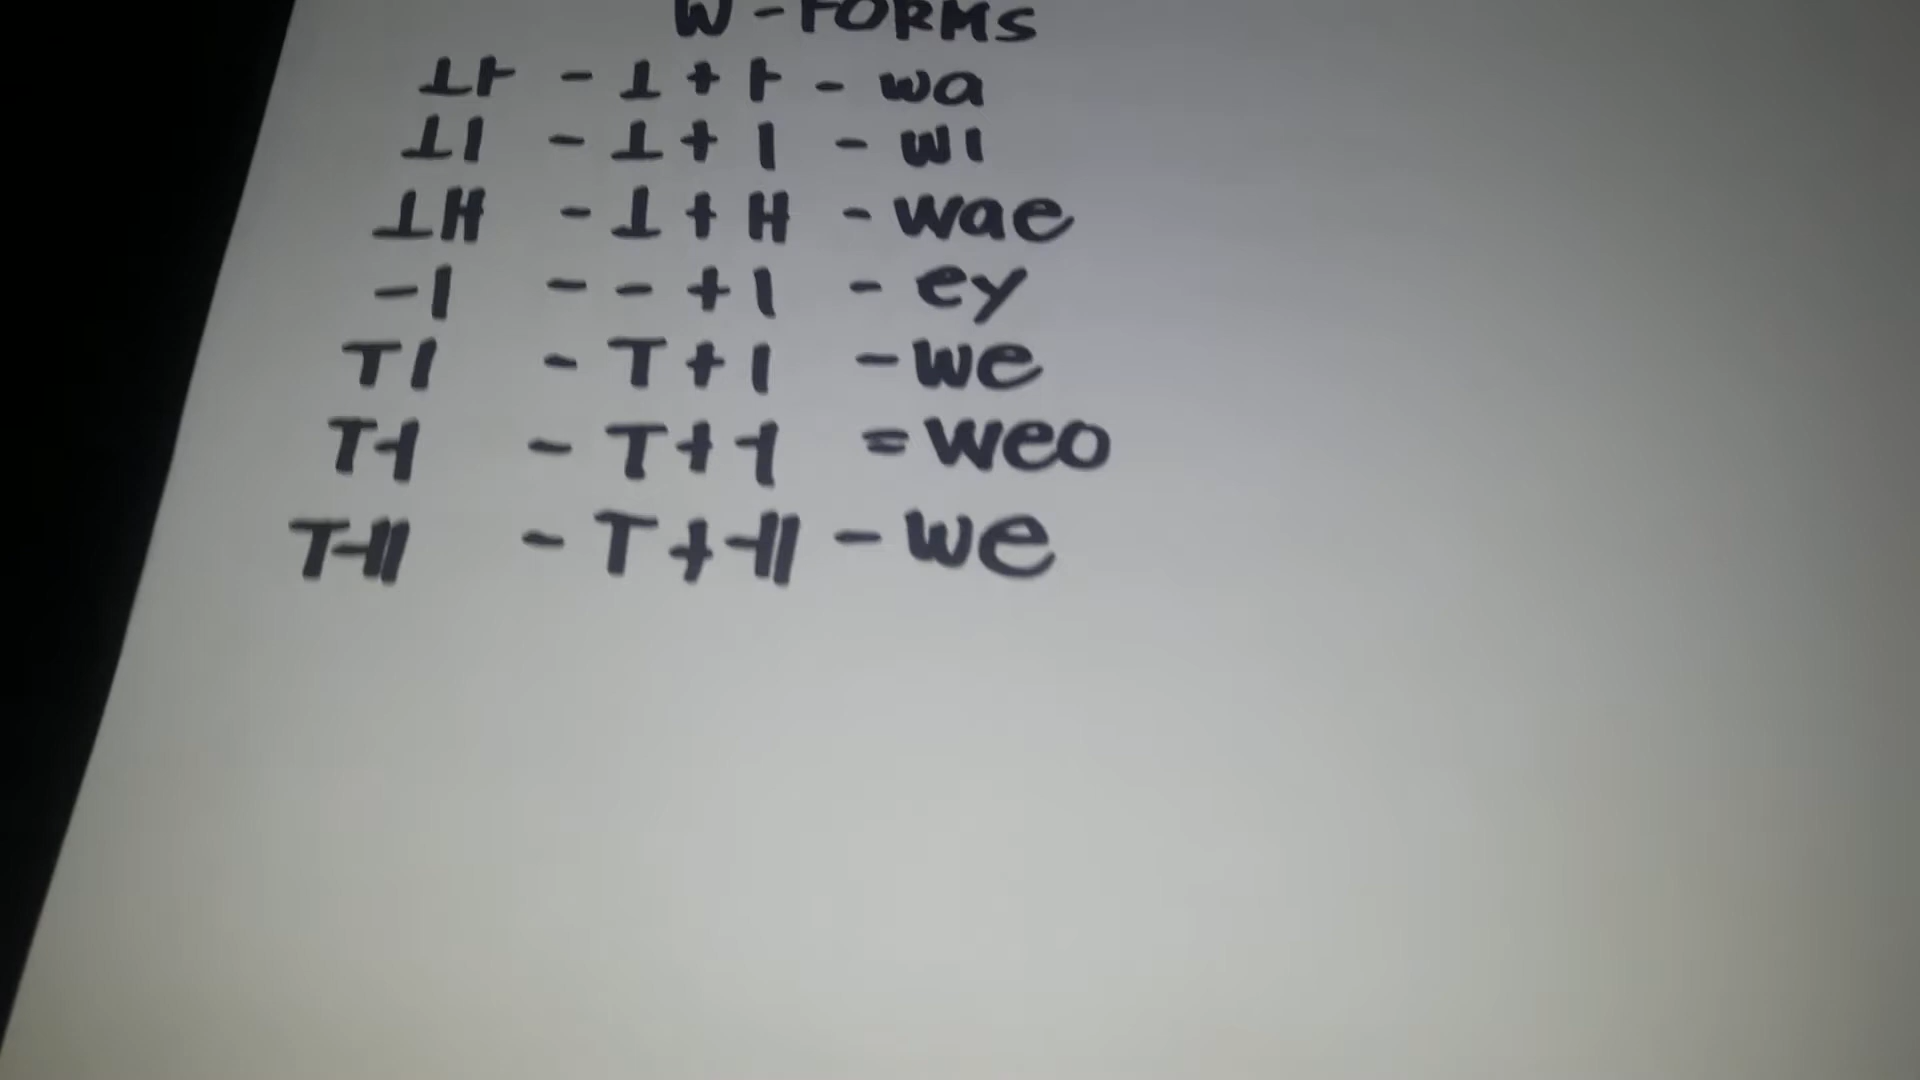 W - FORMS
ㅘ - ㅗ + ㅏ - wa
ㅚ - ㅗ + ㅣ - wi
ㅙ - ㅗ + ㅐ - wae
ㅢ - ㅡ + ㅣ - ey
ㅟ - ㅜ + ㅣ - we
ㅝ - ㅜ + ㅓ = weo
ㅞ - ㅜ + ㅔ - we